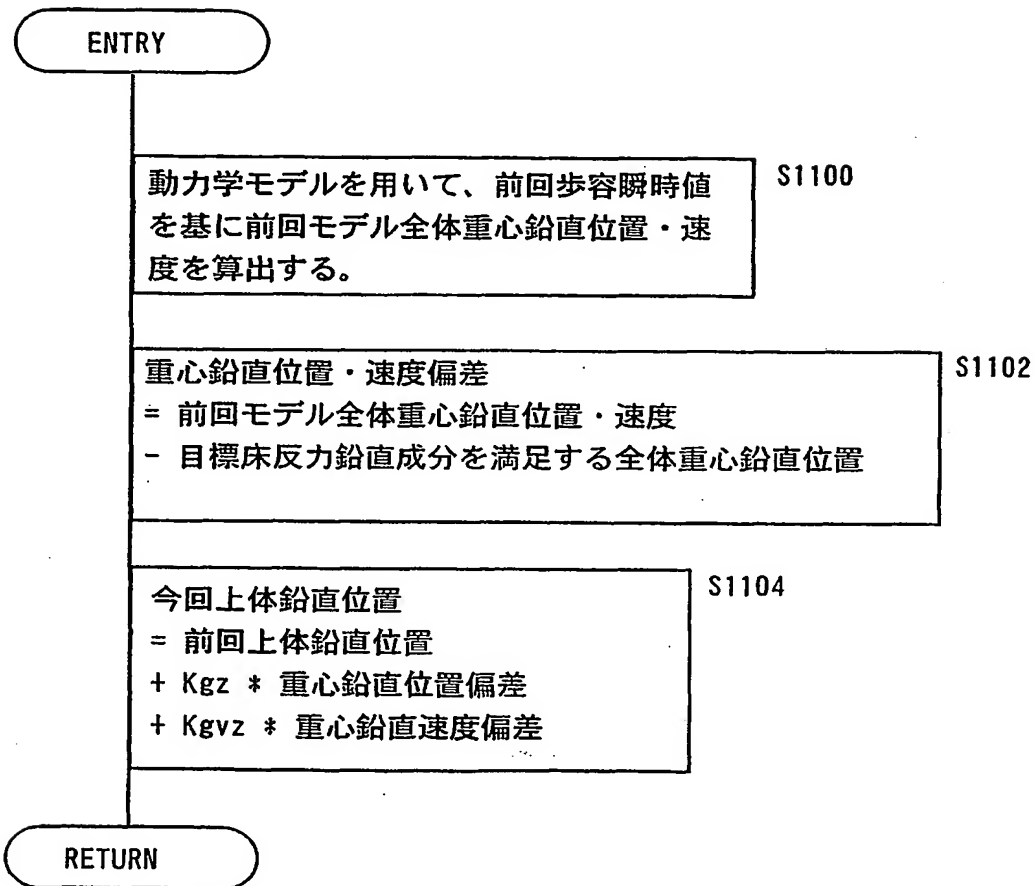 ENTRY
動力学モデルを用いて、前回歩容瞬時値
を基に前回モデル全体重心鉛直位置・速
度を算出する。
S1100
重心鉛直位置・速度偏差
= 前回モデル全体重心鉛直位置・速度
- 目標床反力鉛直成分を満足する全体重心鉛直位置
S1102
今回上体鉛直位置
= 前回上体鉛直位置
+ Kgz * 重心鉛直位置偏差
+ Kgvz * 重心鉛直速度偏差
S1104
RETURN